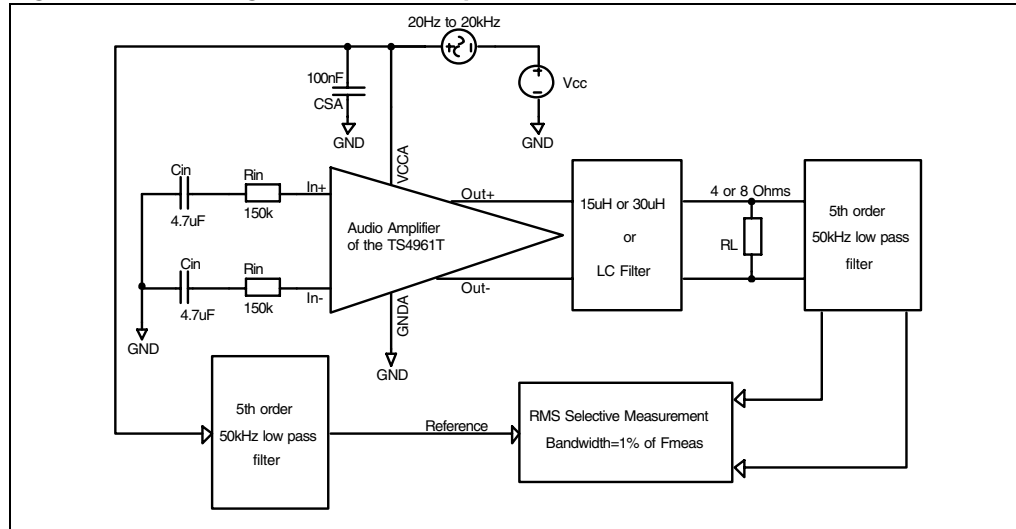 20Hz to 20kHz
100nF
CSA
Vcc
GND
GND
VCCA
Cin
Rin
In+
4.7uF
150k
Out+
Audio Amplifier
of the TS4961T
15uH or 30uH
or
LC Filter
4 or 8 Ohms
RL
5th order
50kHz low pass
filter
Cin
Rin
In-
4.7uF
150k
Out-
GNDA
GND
GND
5th order
50kHz low pass
filter
Reference
RMS Selective Measurement
Bandwidth=1% of Fmeas